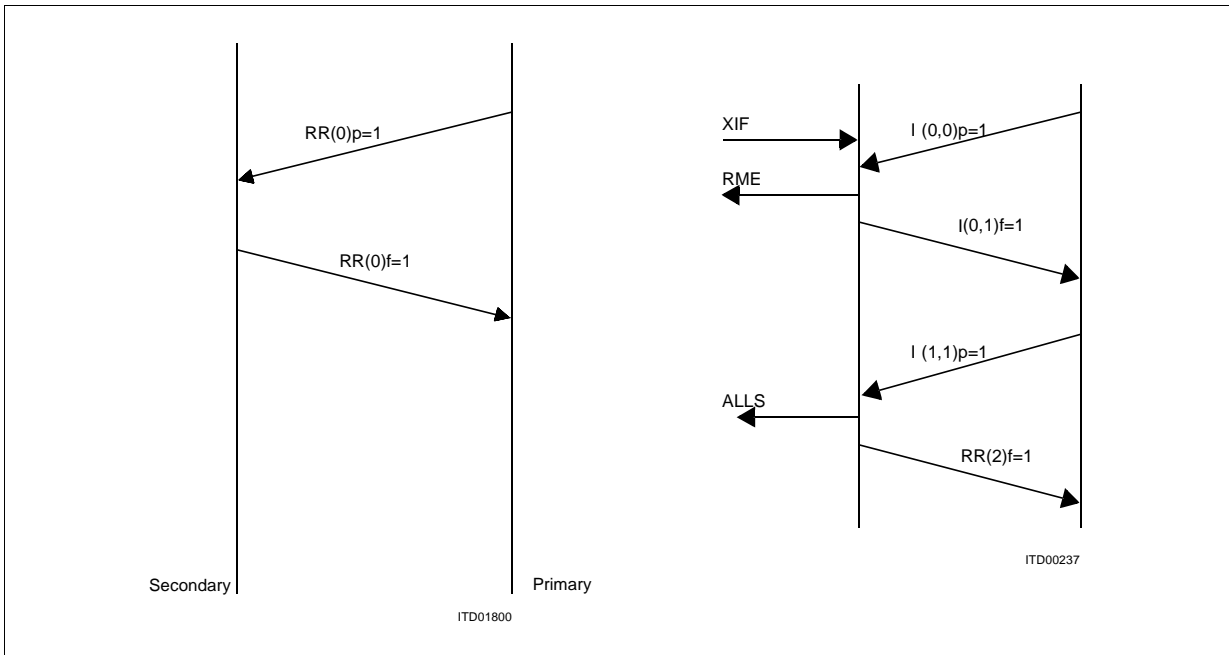 RR(0)p=1
RR(0)f=1
Secondary
Primary
ITD01800
XIF
I (0,0)p=1
RME
I(0,1)f=1
I (1,1)p=1
ALLS
RR(2)f=1
ITD00237